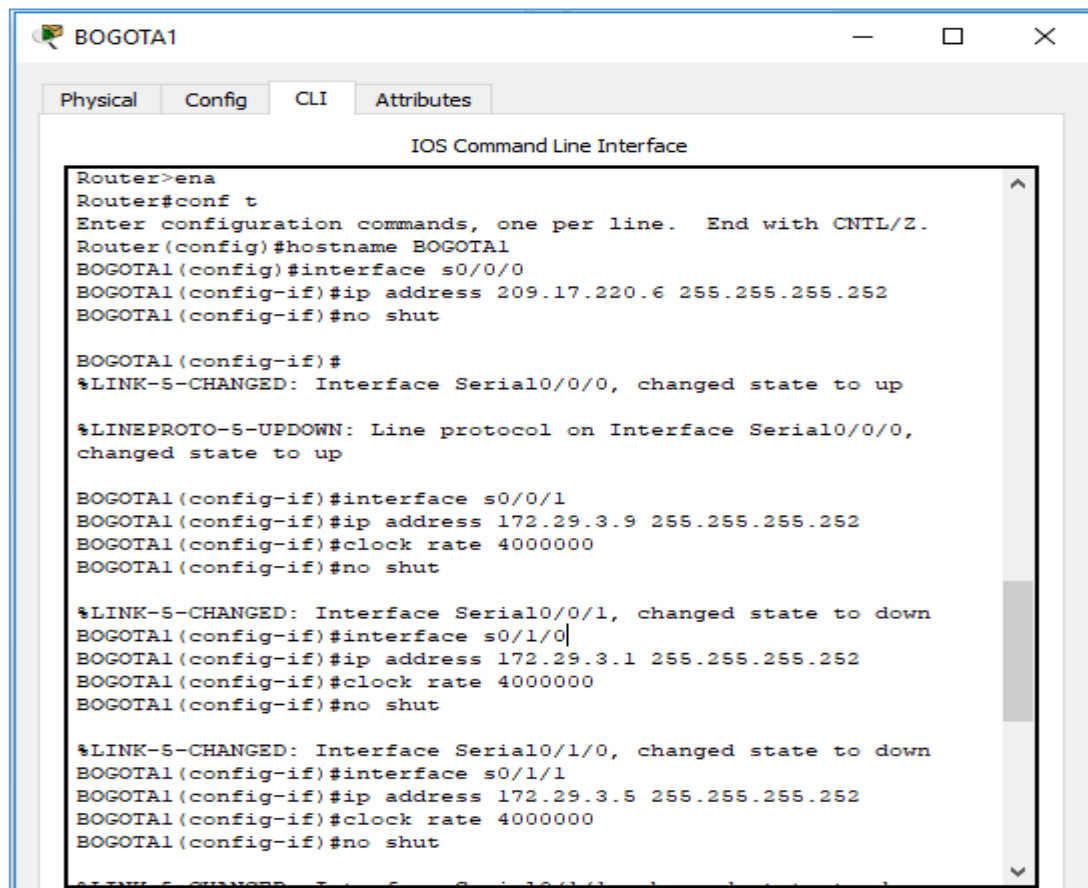 BOGOTA1
Physical Config CLI Attributes
IOS Command Line Interface
Router>ena
Router#conf t
Enter configuration commands, one per line.  End with CNTL/Z.
Router(config)#hostname BOGOTA1
BOGOTA1(config)#interface s0/0/0
BOGOTA1(config-if)#ip address 209.17.220.6 255.255.255.252
BOGOTA1(config-if)#no shut
BOGOTA1(config-if)#
%LINK-5-CHANGED: Interface Serial0/0/0, changed state to up
%LINEPROTO-5-UPDOWN: Line protocol on Interface Serial0/0/0,
changed state to up
BOGOTA1(config-if)#interface s0/0/1
BOGOTA1(config-if)#ip address 172.29.3.9 255.255.255.252
BOGOTA1(config-if)#clock rate 4000000
BOGOTA1(config-if)#no shut
%LINK-5-CHANGED: Interface Serial0/0/1, changed state to down
BOGOTA1(config-if)#interface s0/1/0
BOGOTA1(config-if)#ip address 172.29.3.1 255.255.255.252
BOGOTA1(config-if)#clock rate 4000000
BOGOTA1(config-if)#no shut
%LINK-5-CHANGED: Interface Serial0/1/0, changed state to down
BOGOTA1(config-if)#interface s0/1/1
BOGOTA1(config-if)#ip address 172.29.3.5 255.255.255.252
BOGOTA1(config-if)#clock rate 4000000
BOGOTA1(config-if)#no shut